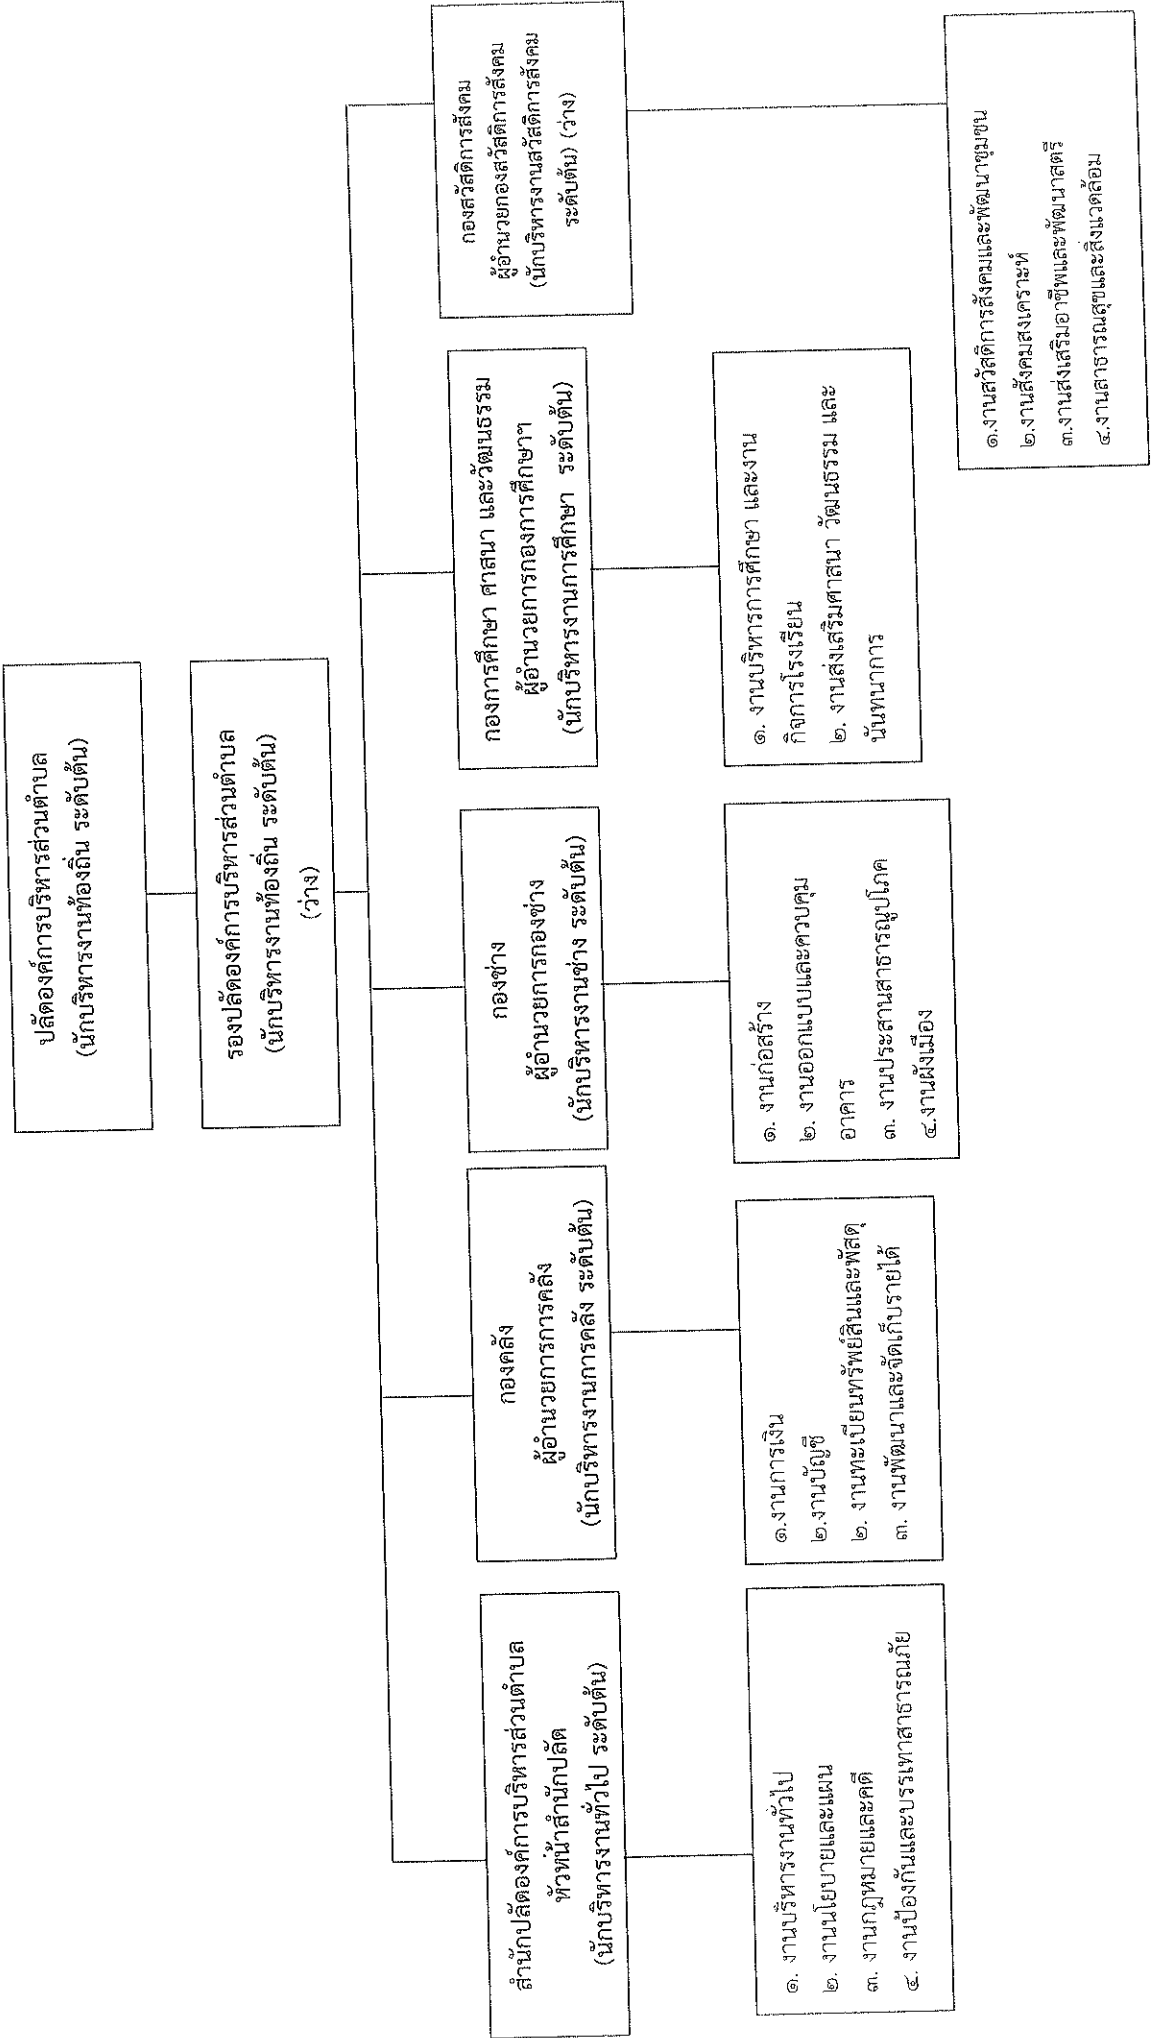 ปลัดองค์การบริหารส่วนตำบล
(นักบริหารงานท้องถิ่น ระดับต้น)
รองปลัดองค์การบริหารส่วนตำบล
(นักบริหารงานท้องถิ่น ระดับต้น)
(ว่าง)
สำนักปลัดองค์การบริหารส่วนตำบล
หัวหน้าสำนักปลัด
(นักบริหารงานทั่วไป ระดับต้น)
กองคลัง
ผู้อำนวยการการคลัง
(นักบริหารงานการคลัง ระดับต้น)
กองช่าง
ผู้อำนวยการกองช่าง
(นักบริหารงานช่าง ระดับต้น)
กองการศึกษา ศาสนา และวัฒนธรรม
ผู้อำนวยการกองการศึกษาฯ
(นักบริหารงานการศึกษา ระดับต้น)
กองสวัสดิการสังคม
ผู้อำนวยกองสวัสดิการสังคม
(นักบริหารงานสวัสดิการสังคม
ระดับต้น) (ว่าง)
๑. งานบริหารงานทั่วไป
๒. งานนโยบายและแผน
๓. งานกฎหมายและคดี
๔. งานป้องกันและบรรเทาสาธารณภัย
๑.งานการเงิน
๒.งานบัญชี
๒. งานทะเบียนทรัพย์สินและพัสดุ
๓. งานพัฒนาและจัดเก็บรายได้
๑. งานก่อสร้าง
๒. งานออกแบบและควบคุม
อาคาร
๓. งานประสานสาธารณูปโภค
๔.งานผังเมือง
๑. งานบริหารการศึกษา และงาน
กิจการโรงเรียน
๒. งานส่งเสริมศาสนา วัฒนธรรม และ
นันทนาการ
๑.งานสวัสดิการสังคมและพัฒนาชุมชน
๒.งานสังคมสงเคราะห์
๓.งานส่งเสริมอาชีพและพัฒนาสตรี
๔.งานสาธารณสุขและสิ่งแวดล้อม